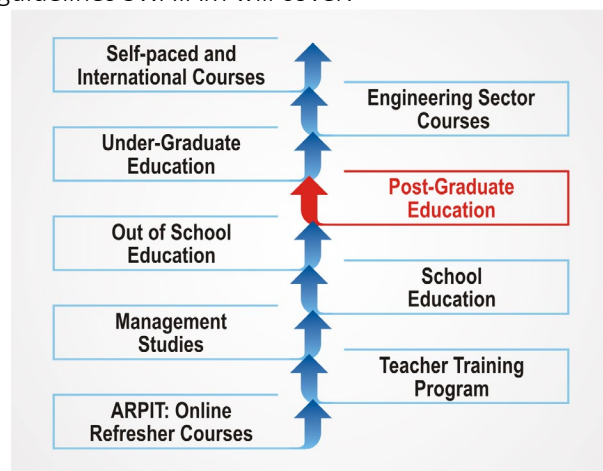 Self-paced and
International Courses
Engineering Sector
Courses
Under-Graduate
Education
Post-Graduate
Education
Out of School
Education
School
Education
Management
Studies
Teacher Training
Program
ARPIT: Online
Refresher Courses